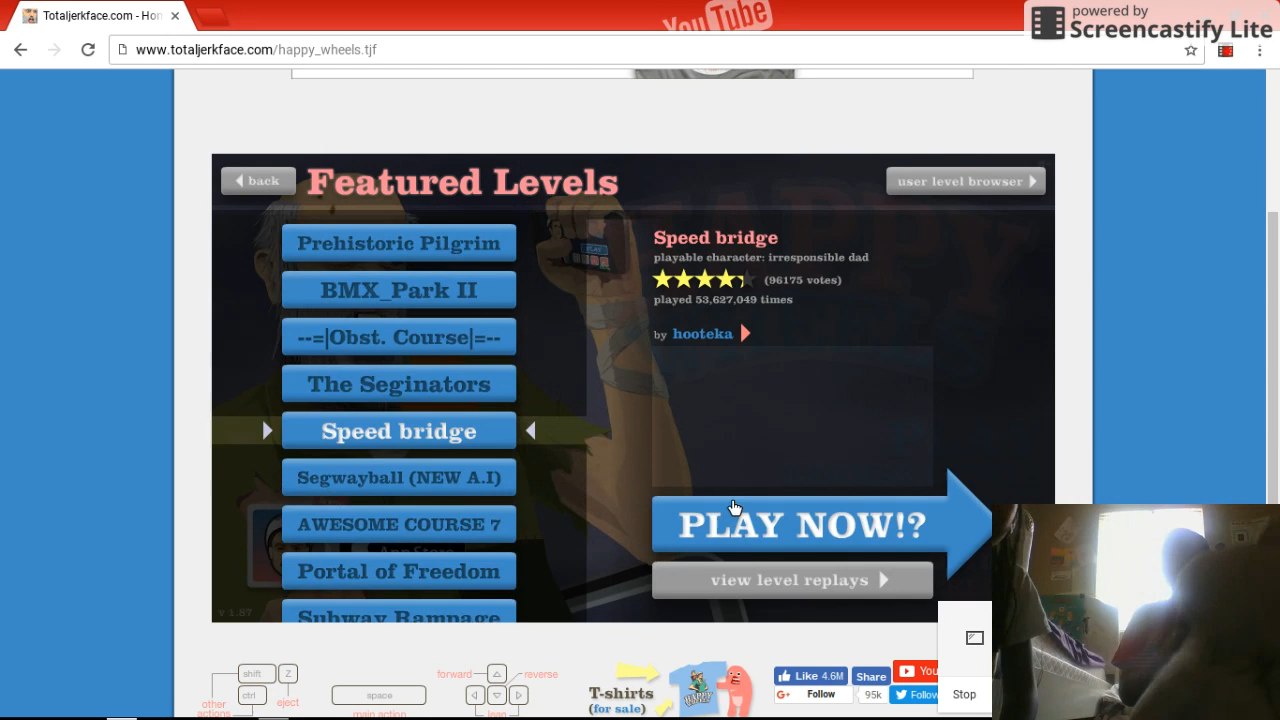 Totaljerkface.com - Hon
YouTube
powered by
Screencastify Lite
www.totaljerkface.com/happy_wheels.tjf
back
Featured Levels
user level browser
Prehistoric Pilgrim
BMX_Park II
--=|Obst. Course|=--
The Seginators
Speed bridge
Segwayball (NEW A.I)
AWESOME COURSE 7
Portal of Freedom
Subway Rampage
Speed bridge
playable character: irresponsible dad
(96175 votes)
played 53,627,049 times
by hooteka
PLAY NOW!?
view level replays
v 1.87
shift
Z
ctrl
eject
other
actions
space
main action
forward
reverse
lean
T-shirts
(for sale)
Like 4.6M
Share
You
G+ Follow
95k
Follow
Stop